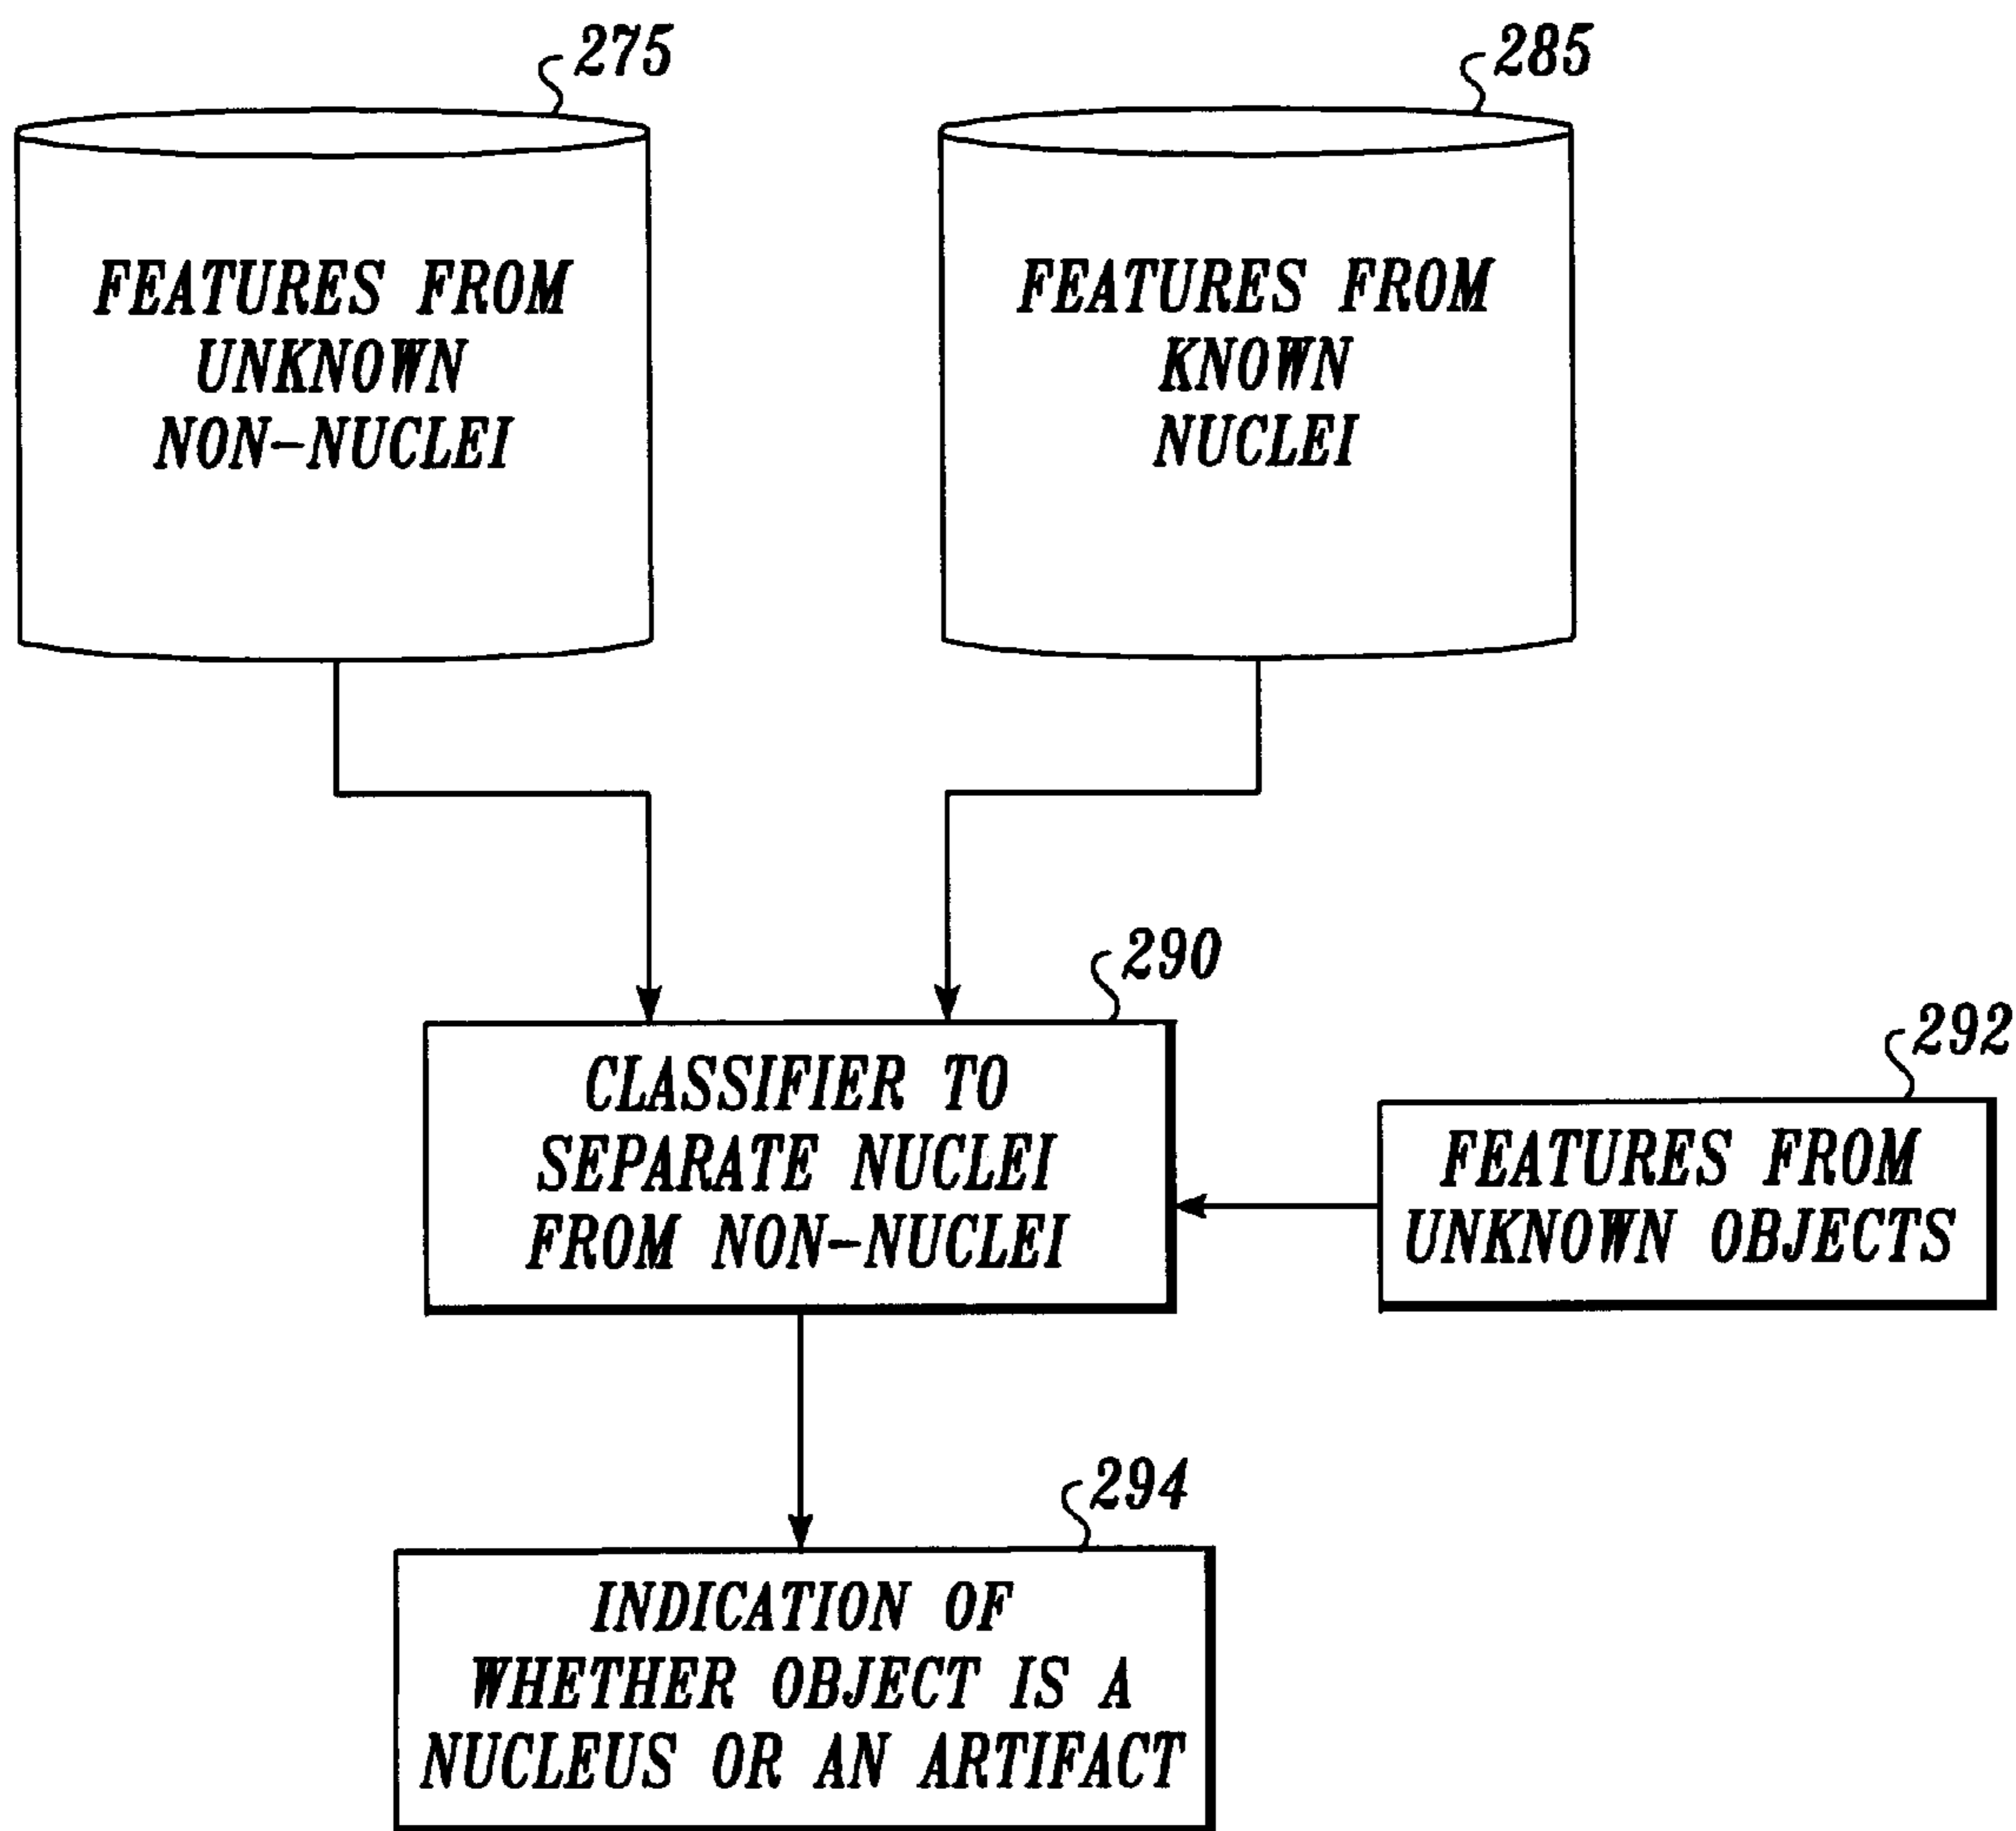 275
FEATURES FROM
UNKNOWN
NON-NUCLEI
285
FEATURES FROM
KNOWN
NUCLEI
290
CLASSIFIER TO
SEPARATE NUCLEI
FROM NON-NUCLEI
292
FEATURES FROM
UNKNOWN OBJECTS
294
INDICATION OF
WHETHER OBJECT IS A
NUCLEUS OR AN ARTIFACT